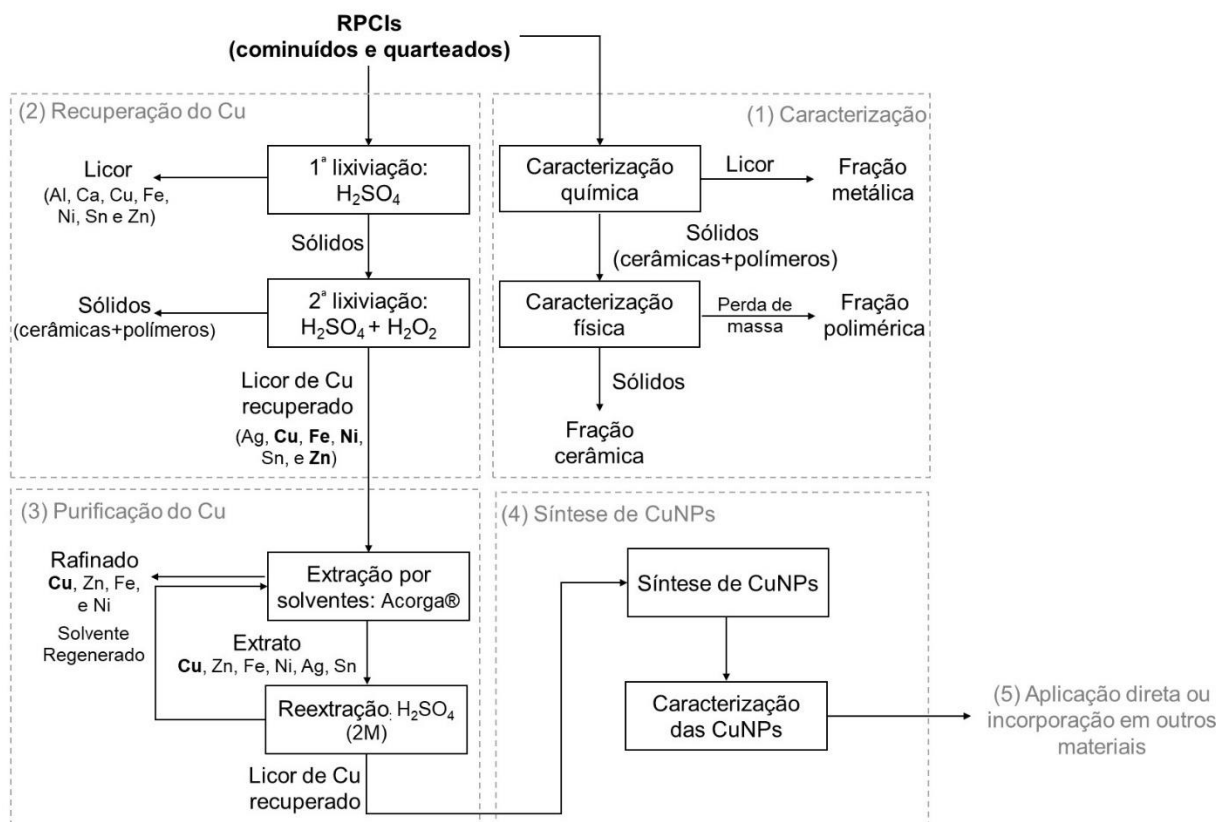 RPCIs
(cominuídos e quarteados)
(2) Recuperação do Cu
1ª lixiviação:
H₂SO₄
Licor
(Al, Ca, Cu, Fe,
Ni, Sn e Zn)
Sólidos
2ª lixiviação:
H₂SO₄ + H₂O₂
Sólidos
(cerâmicas+polímeros)
Licor de Cu
recuperado
(Ag, Cu, Fe, Ni,
Sn, e Zn)
(1) Caracterização
Caracterização
química
Licor
Fração
metálica
Sólidos
(cerâmicas+polímeros)
Caracterização
física
Perda de
massa
Fração
polimérica
Sólidos
Fração
cerâmica
(3) Purificação do Cu
Rafinado
Cu, Zn, Fe,
e Ni
Solvente
Regenerado
Extração por
solventes: Acorga®
Extrato
Cu, Zn, Fe, Ni, Ag, Sn
Reextração: H₂SO₄
(2M)
Licor de Cu
recuperado
(4) Síntese de CuNPs
Síntese de CuNPs
Caracterização
das CuNPs
(5) Aplicação direta ou
incorporação em outros
materiais